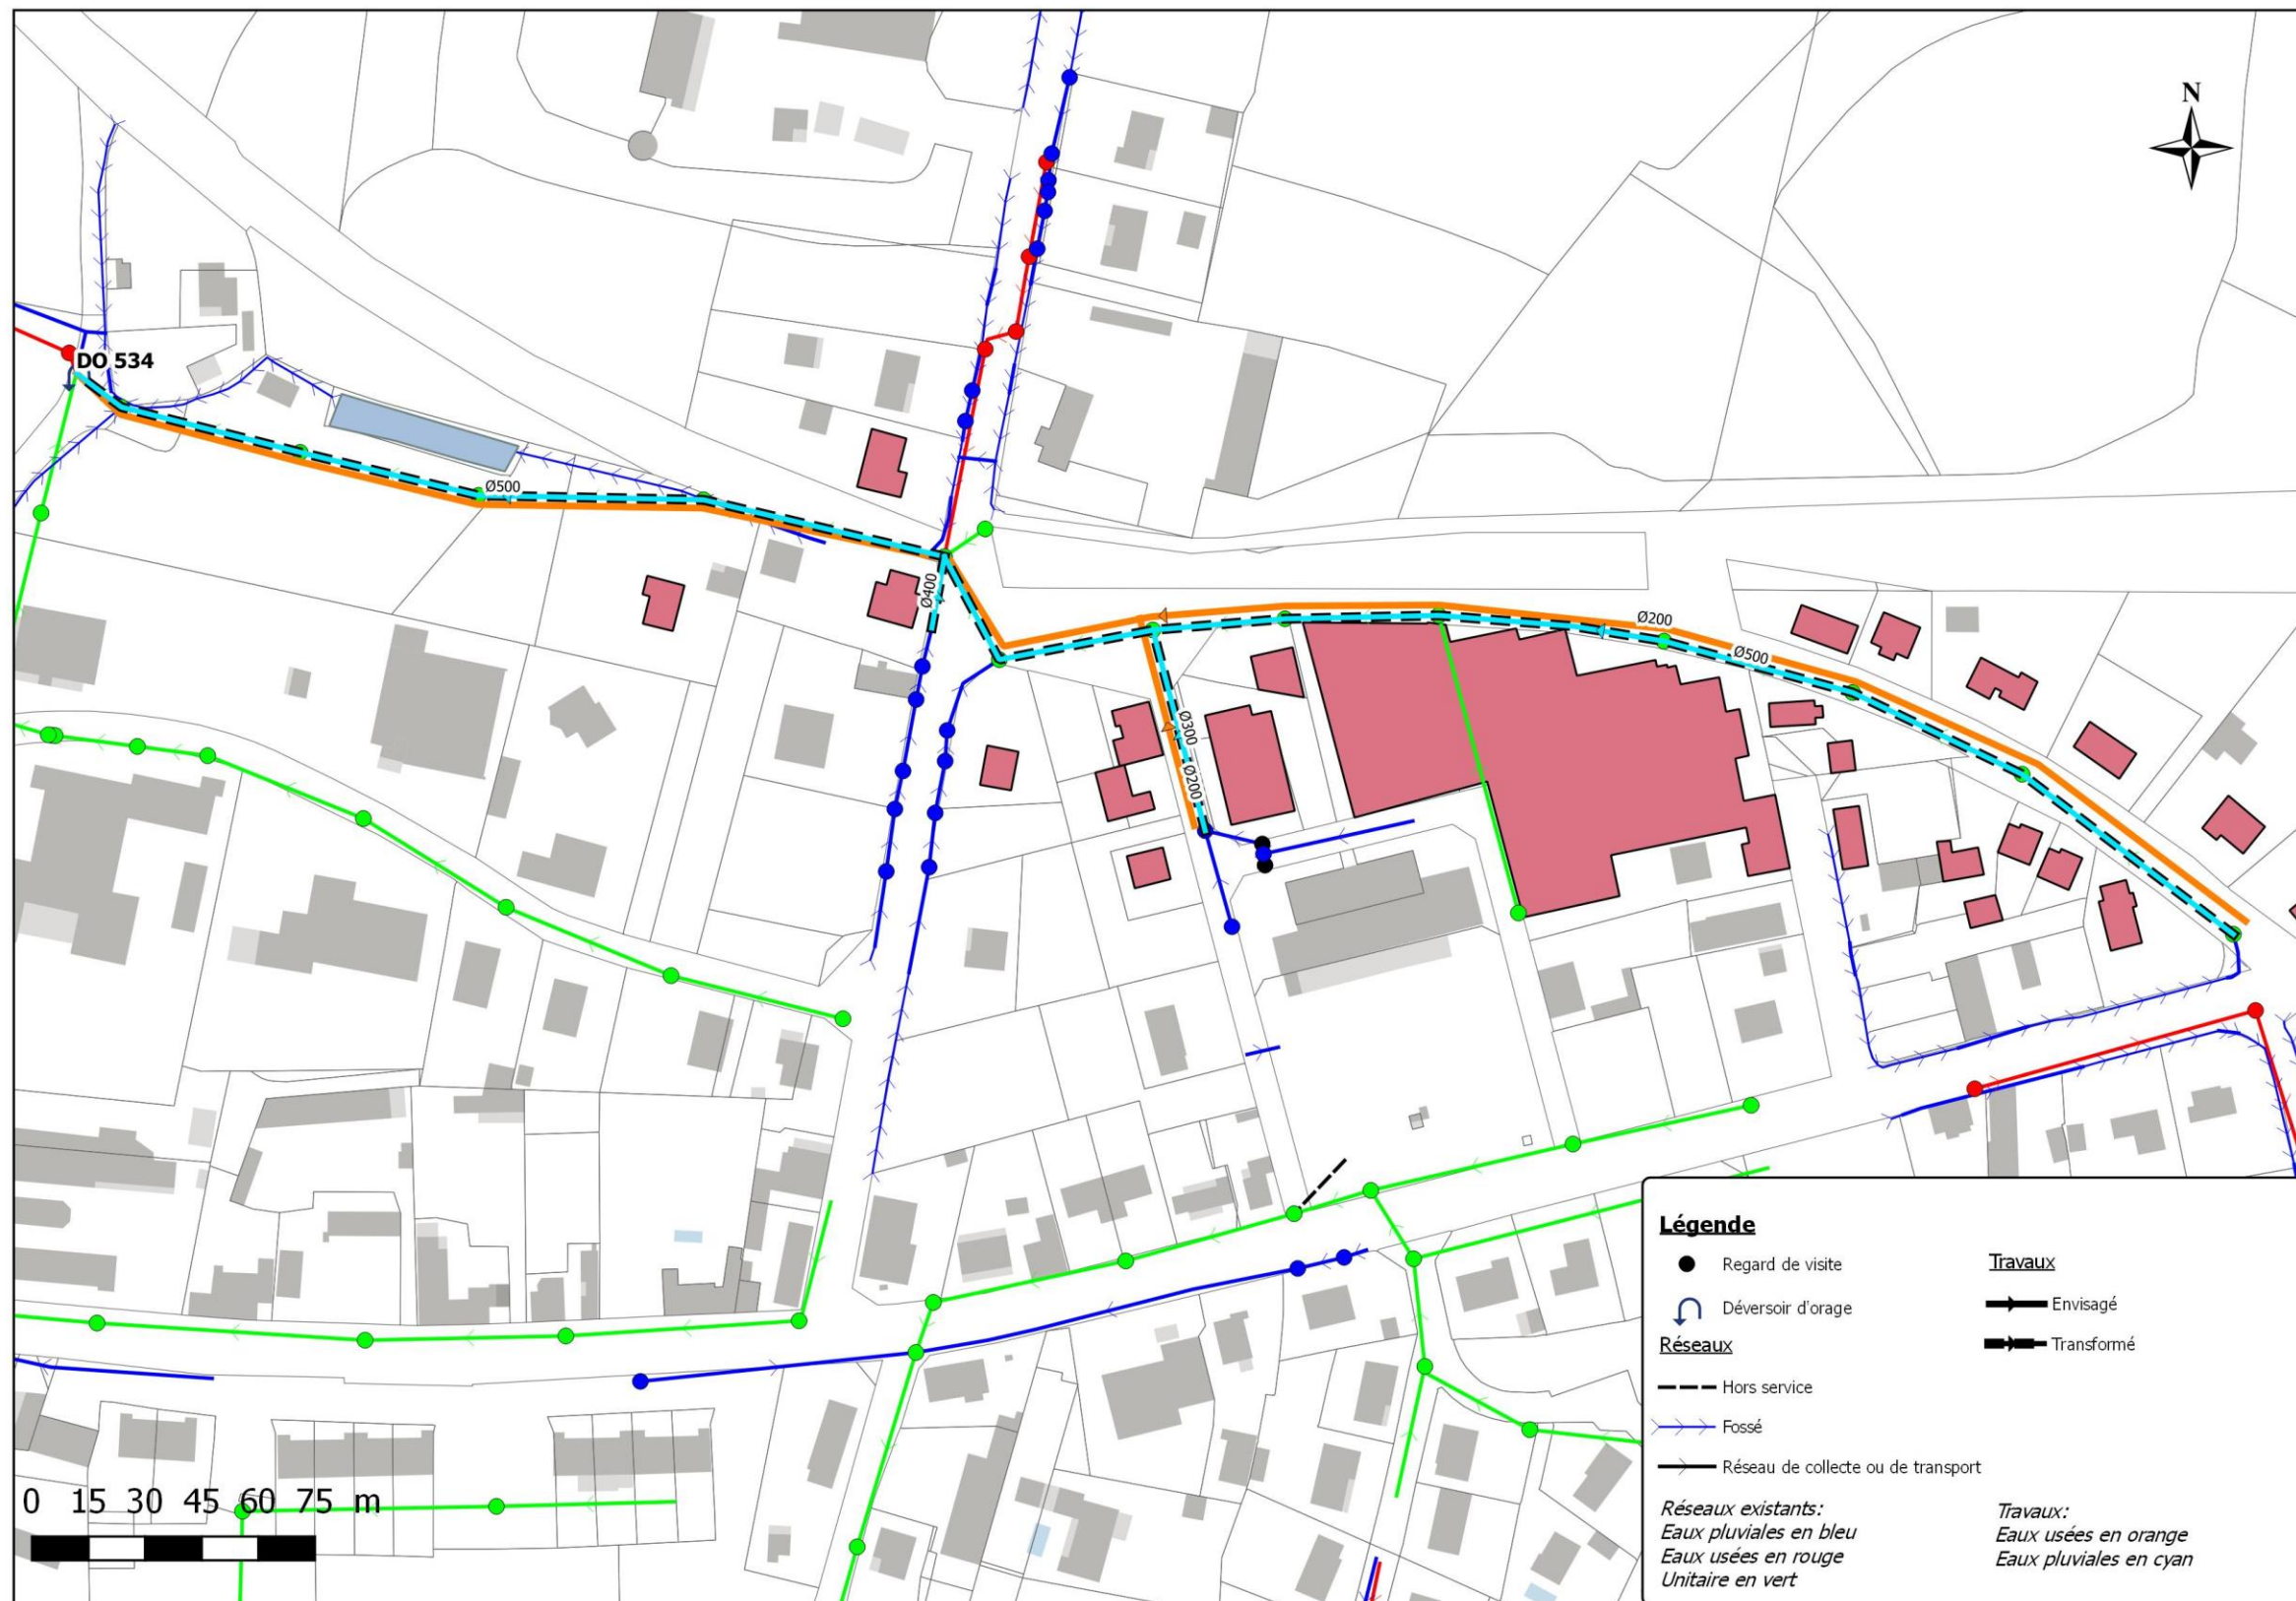 N
DO 534
Ø500
Ø400
Ø200
Ø500
Ø300
Ø200
0 15 30 45 60 75 m
Légende
Regard de visite
Déversoir d'orage
Réseaux
Hors service
Fossé
Réseau de collecte ou de transport
Travaux
Envisagé
Transformé
Réseaux existants:
Eaux pluviales en bleu
Eaux usées en rouge
Unitaire en vert
Travaux:
Eaux usées en orange
Eaux pluviales en cyan